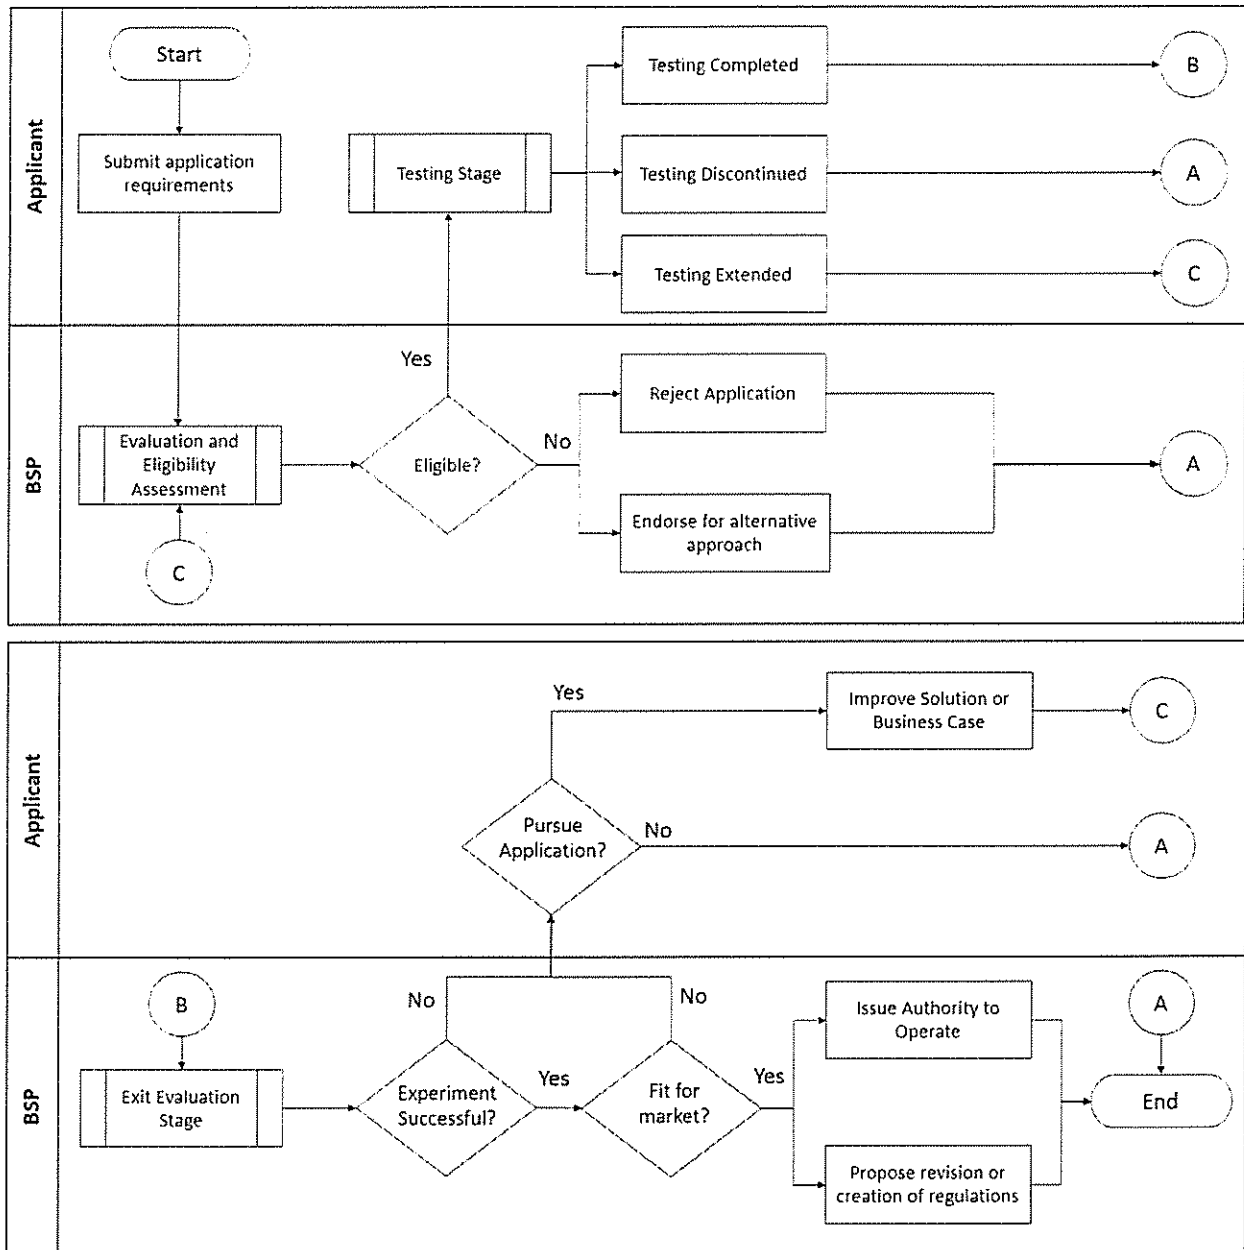 Applicant
Start
Submit application
requirements
Testing Stage
Testing Completed
B
Testing Discontinued
A
Testing Extended
C
BSP
Evaluation and
Eligibility
Assessment
C
Eligible?
Yes
No
Reject Application
Endorse for alternative
approach
A
Applicant
Pursue
Application?
Yes
Improve Solution or
Business Case
C
No
A
BSP
B
Exit Evaluation
Stage
Experiment
Successful?
No
Yes
Fit for
market?
No
Yes
Issue Authority to
Operate
Propose revision or
creation of regulations
A
End